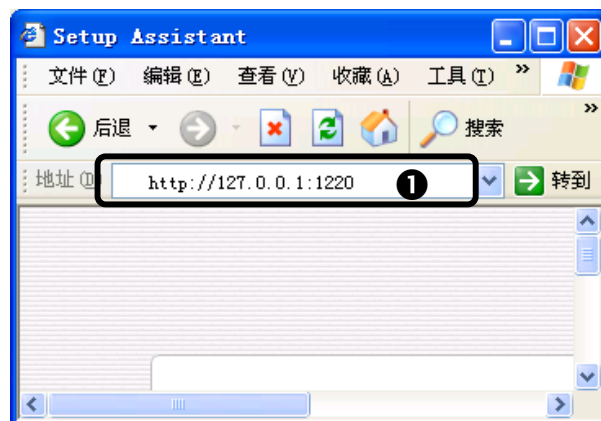 Setup Assistant
文件(F) 编辑(E) 查看(V) 收藏(A) 工具(T) »
后退 搜索 »
地址(D) http://127.0.0.1:1220 ❶ 转到